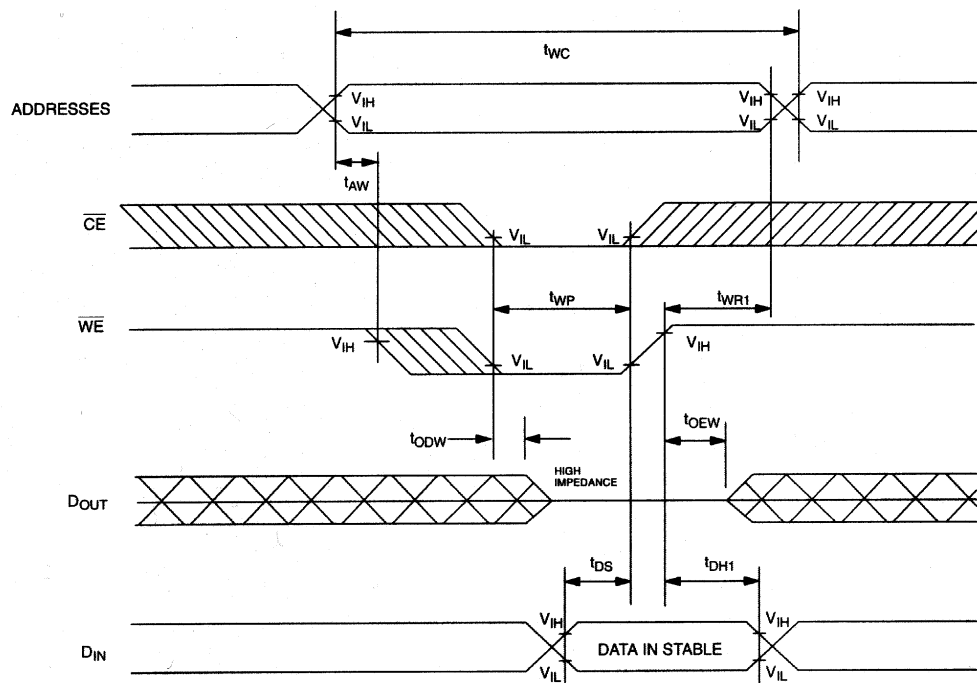 tWC
ADDRESSES
VIH
VIL
VIH
VIL
VIH
VIL
tAW
CE
VIL
VIL
tWP
tWR1
WE
VIH
VIL
VIL
VIH
tODW
tOEW
DOUT
HIGH
IMPEDANCE
tDS
tDH1
DIN
VIH
VIL
DATA IN STABLE
VIH
VIL